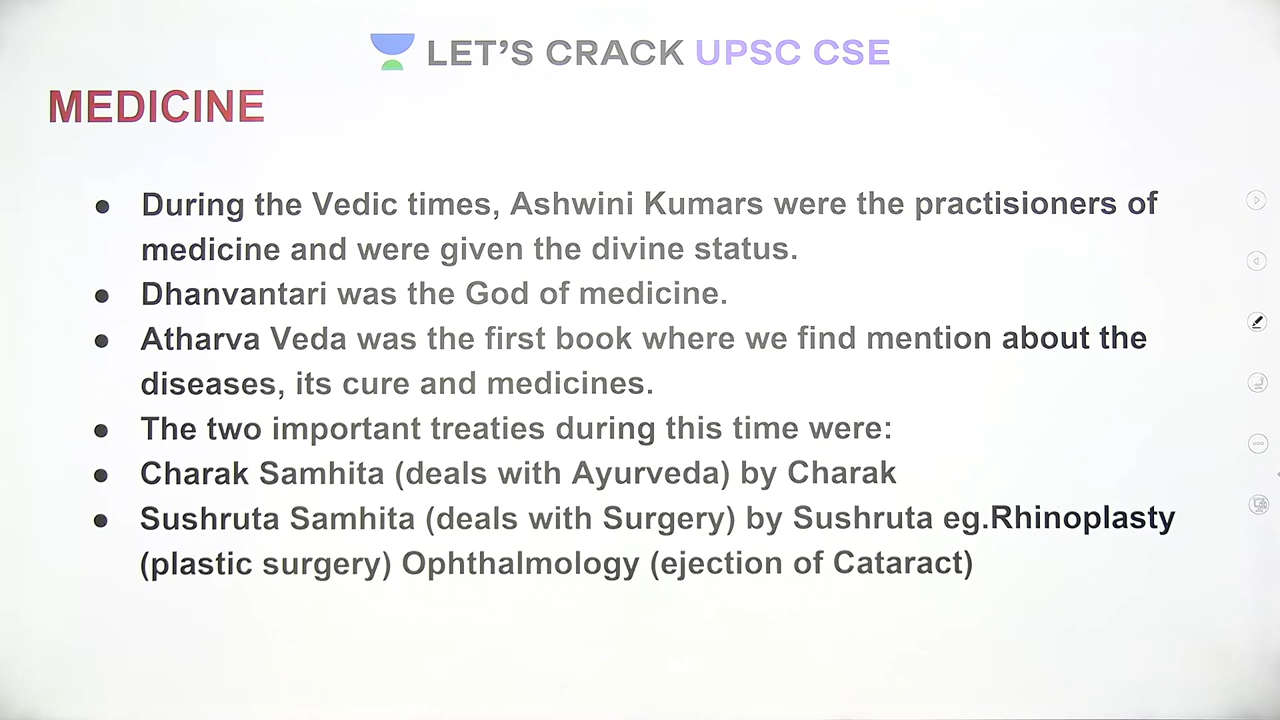 LET'S CRACK UPSC CSE
MEDICINE
● During the Vedic times, Ashwini Kumars were the practisioners of
medicine and were given the divine status.
● Dhanvantari was the God of medicine.
● Atharva Veda was the first book where we find mention about the
diseases, its cure and medicines.
● The two important treaties during this time were:
● Charak Samhita (deals with Ayurveda) by Charak
● Sushruta Samhita (deals with Surgery) by Sushruta eg.Rhinoplasty
(plastic surgery) Ophthalmology (ejection of Cataract)